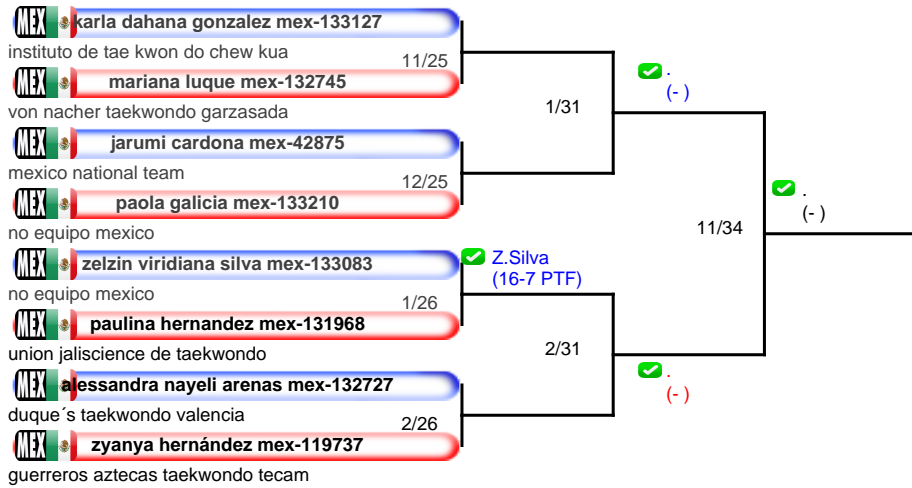 MEX karla dahana gonzalez mex-133127
instituto de tae kwon do chew kua
11/25
MEX mariana luque mex-132745
von nacher taekwondo garzasada
MEX jarumi cardona mex-42875
mexico national team
12/25
MEX paola galicia mex-133210
no equipo mexico
MEX zelzin viridiana silva mex-133083
no equipo mexico
1/26
MEX paulina hernandez mex-131968
union jaliscience de taekwondo
MEX alessandra nayeli arenas mex-132727
duque´s taekwondo valencia
2/26
MEX zyanya hernández mex-119737
guerreros aztecas taekwondo tecam
Z.Silva
(16-7 PTF)
1/31
2/31
.
(- )
.
(- )
11/34
.
(- )